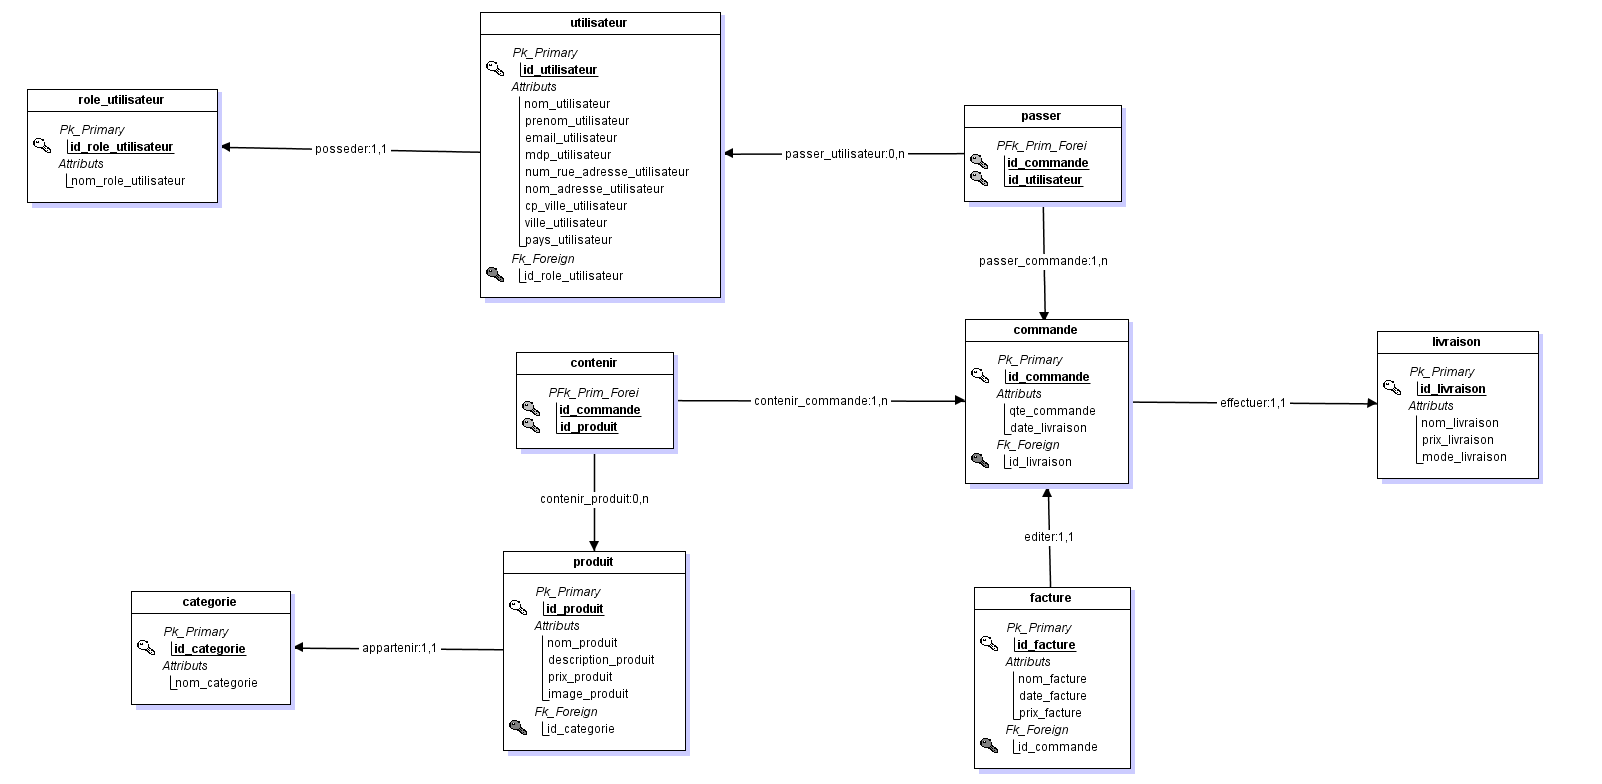 utilisateur
Pk_Primary
id_utilisateur
Attributs
nom_utilisateur
prenom_utilisateur
email_utilisateur
mdp_utilisateur
num_rue_adresse_utilisateur
nom_adresse_utilisateur
cp_ville_utilisateur
ville_utilisateur
pays_utilisateur
Fk_Foreign
id_role_utilisateur
role_utilisateur
Pk_Primary
id_role_utilisateur
Attributs
nom_role_utilisateur
posseder:1,1
passer_utilisateur:0,n
passer
PFk_Prim_Forei
id_commande
id_utilisateur
passer_commande:1,n
contenir
PFk_Prim_Forei
id_commande
id_produit
contenir_commande:1,n
commande
Pk_Primary
id_commande
Attributs
qte_commande
date_livraison
Fk_Foreign
id_livraison
effectuer:1,1
livraison
Pk_Primary
id_livraison
Attributs
nom_livraison
prix_livraison
mode_livraison
contenir_produit:0,n
editer:1,1
categorie
Pk_Primary
id_categorie
Attributs
nom_categorie
appartenir:1,1
produit
Pk_Primary
id_produit
Attributs
nom_produit
description_produit
prix_produit
image_produit
Fk_Foreign
id_categorie
facture
Pk_Primary
id_facture
Attributs
nom_facture
date_facture
prix_facture
Fk_Foreign
id_commande